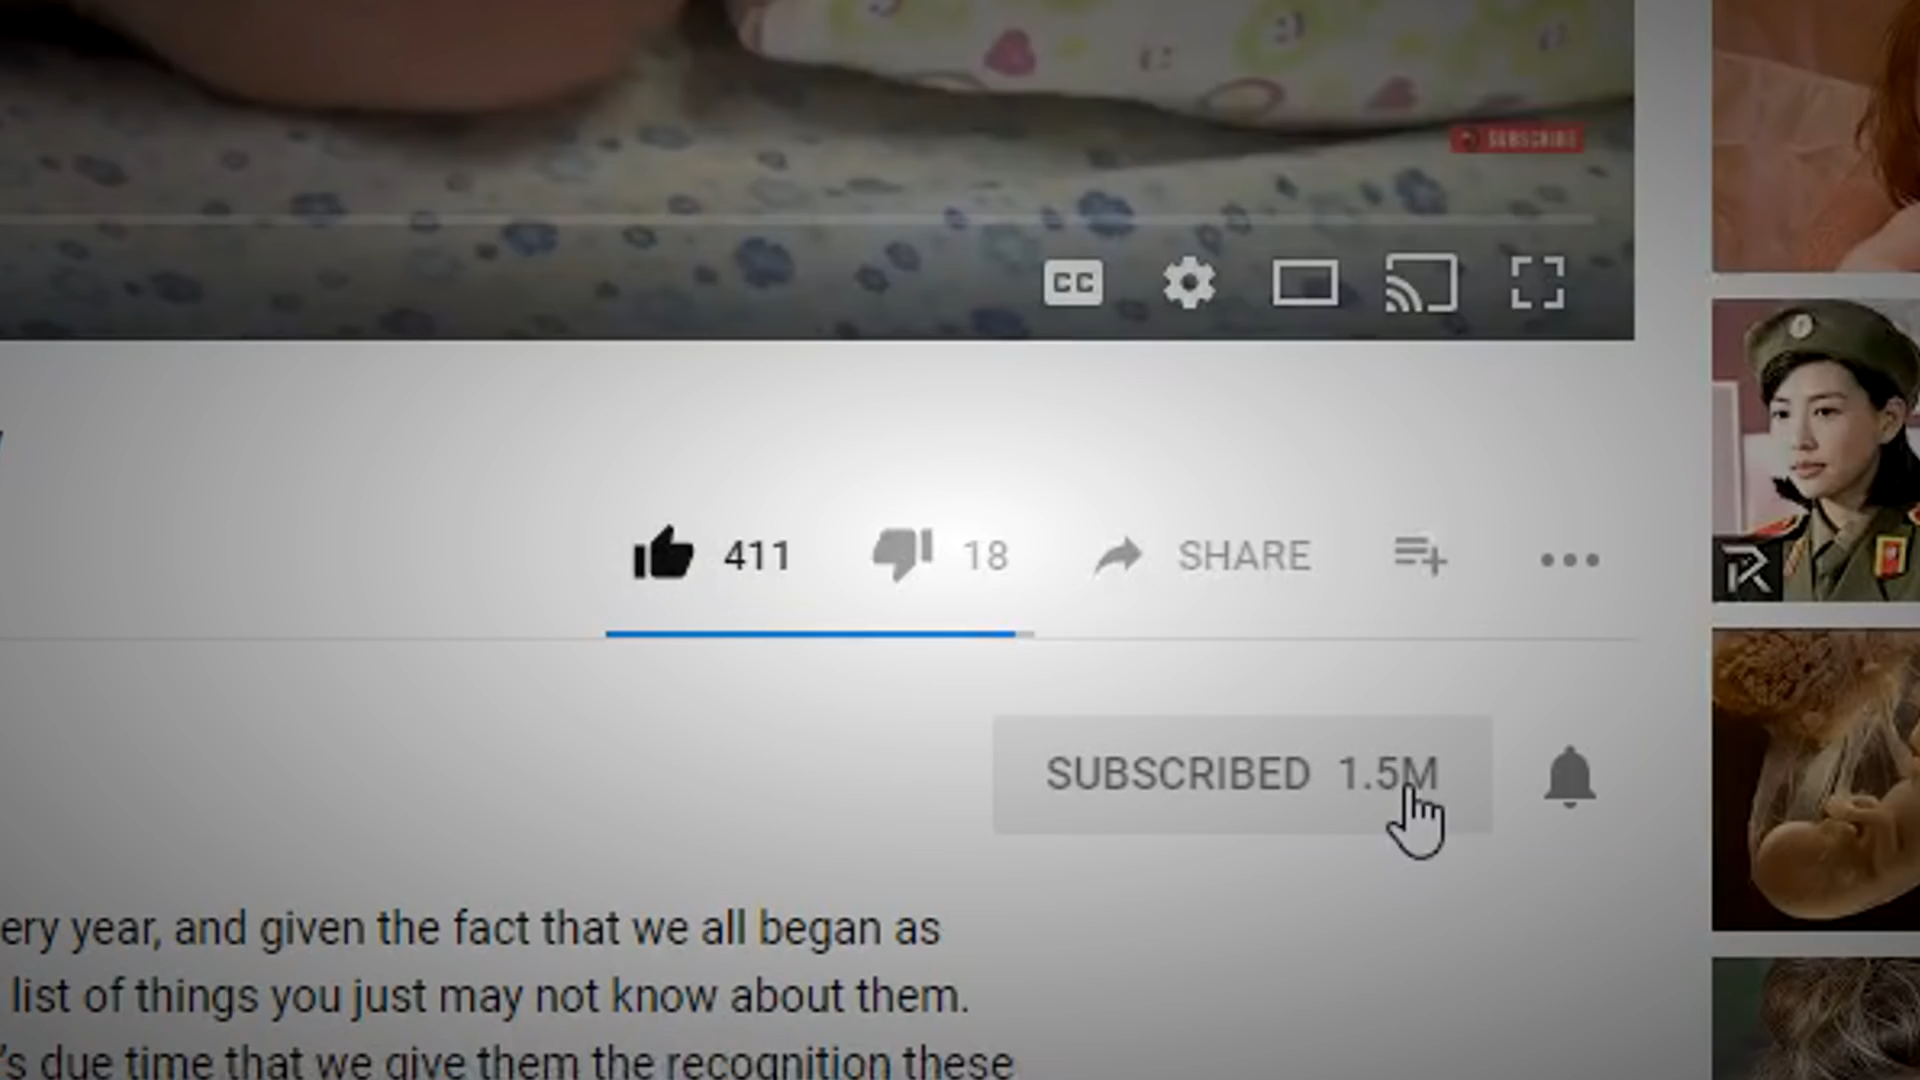 SUBSCRIBE
CC
411 18 SHARE
SUBSCRIBED 1.5M
ery year, and given the fact that we all began as
list of things you just may not know about them.
's due time that we give them the recognition these